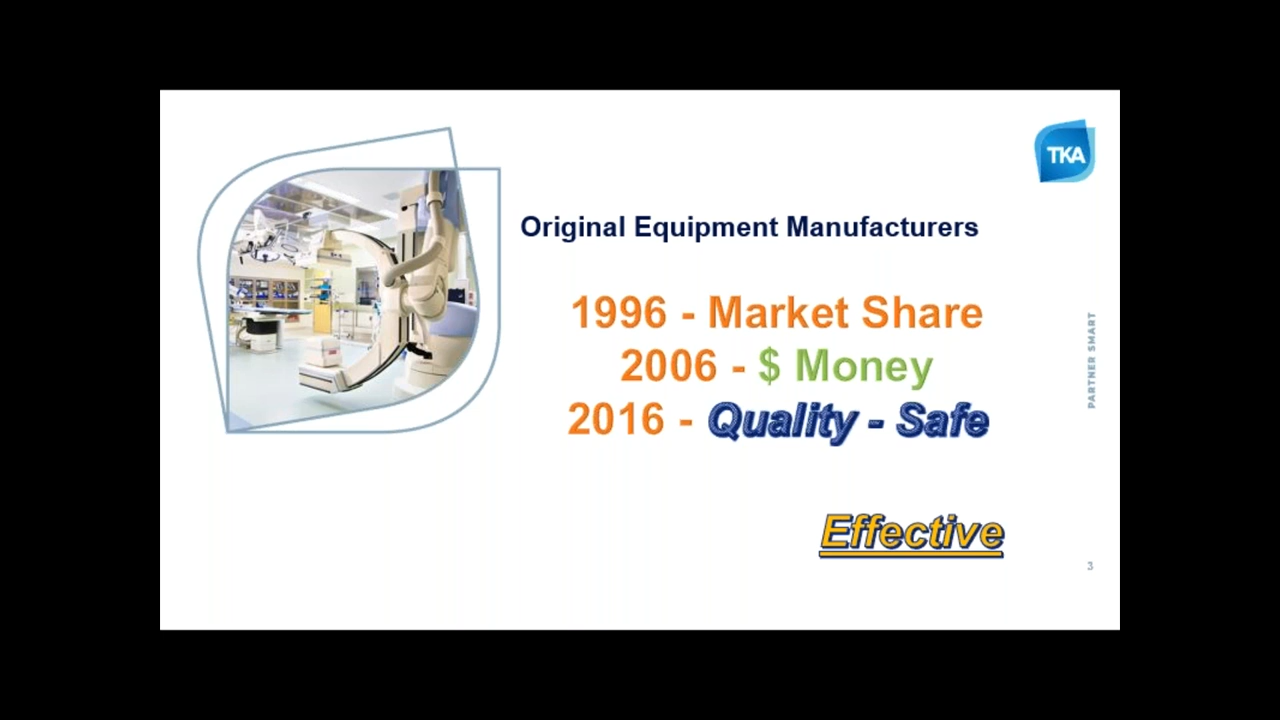 TKA
Original Equipment Manufacturers
1996 - Market Share
2006 - $ Money
2016 - Quality - Safe
Effective
PARTNER SMART
3